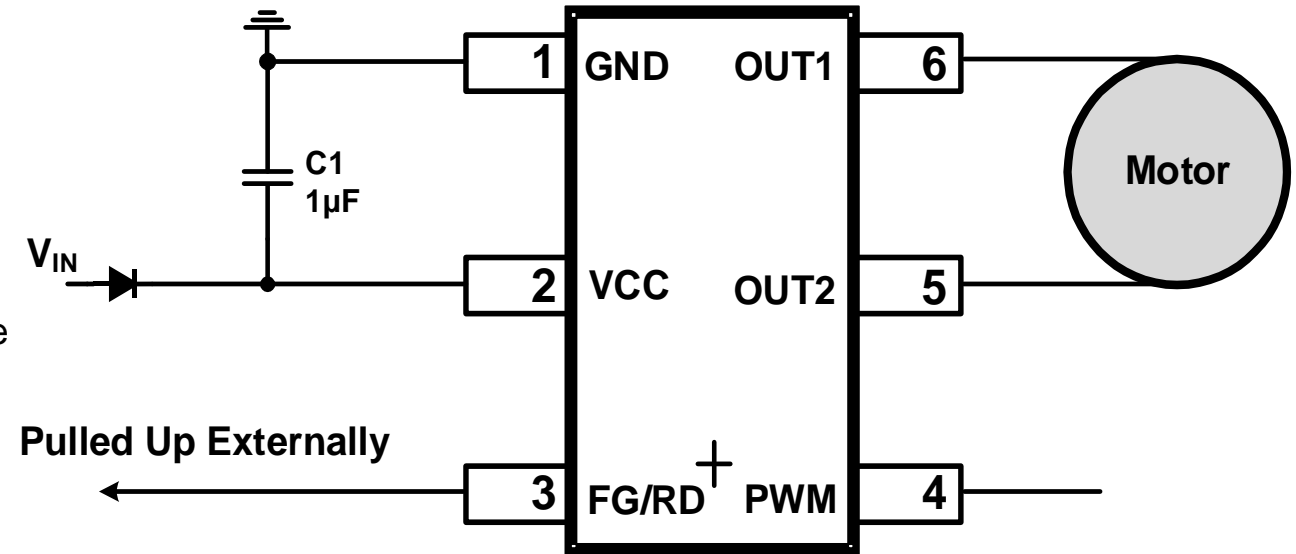 1 GND OUT1 6
C1
1µF
Motor
V_IN
2 VCC OUT2 5
e
Pulled Up Externally
3 FG/RD PWM 4